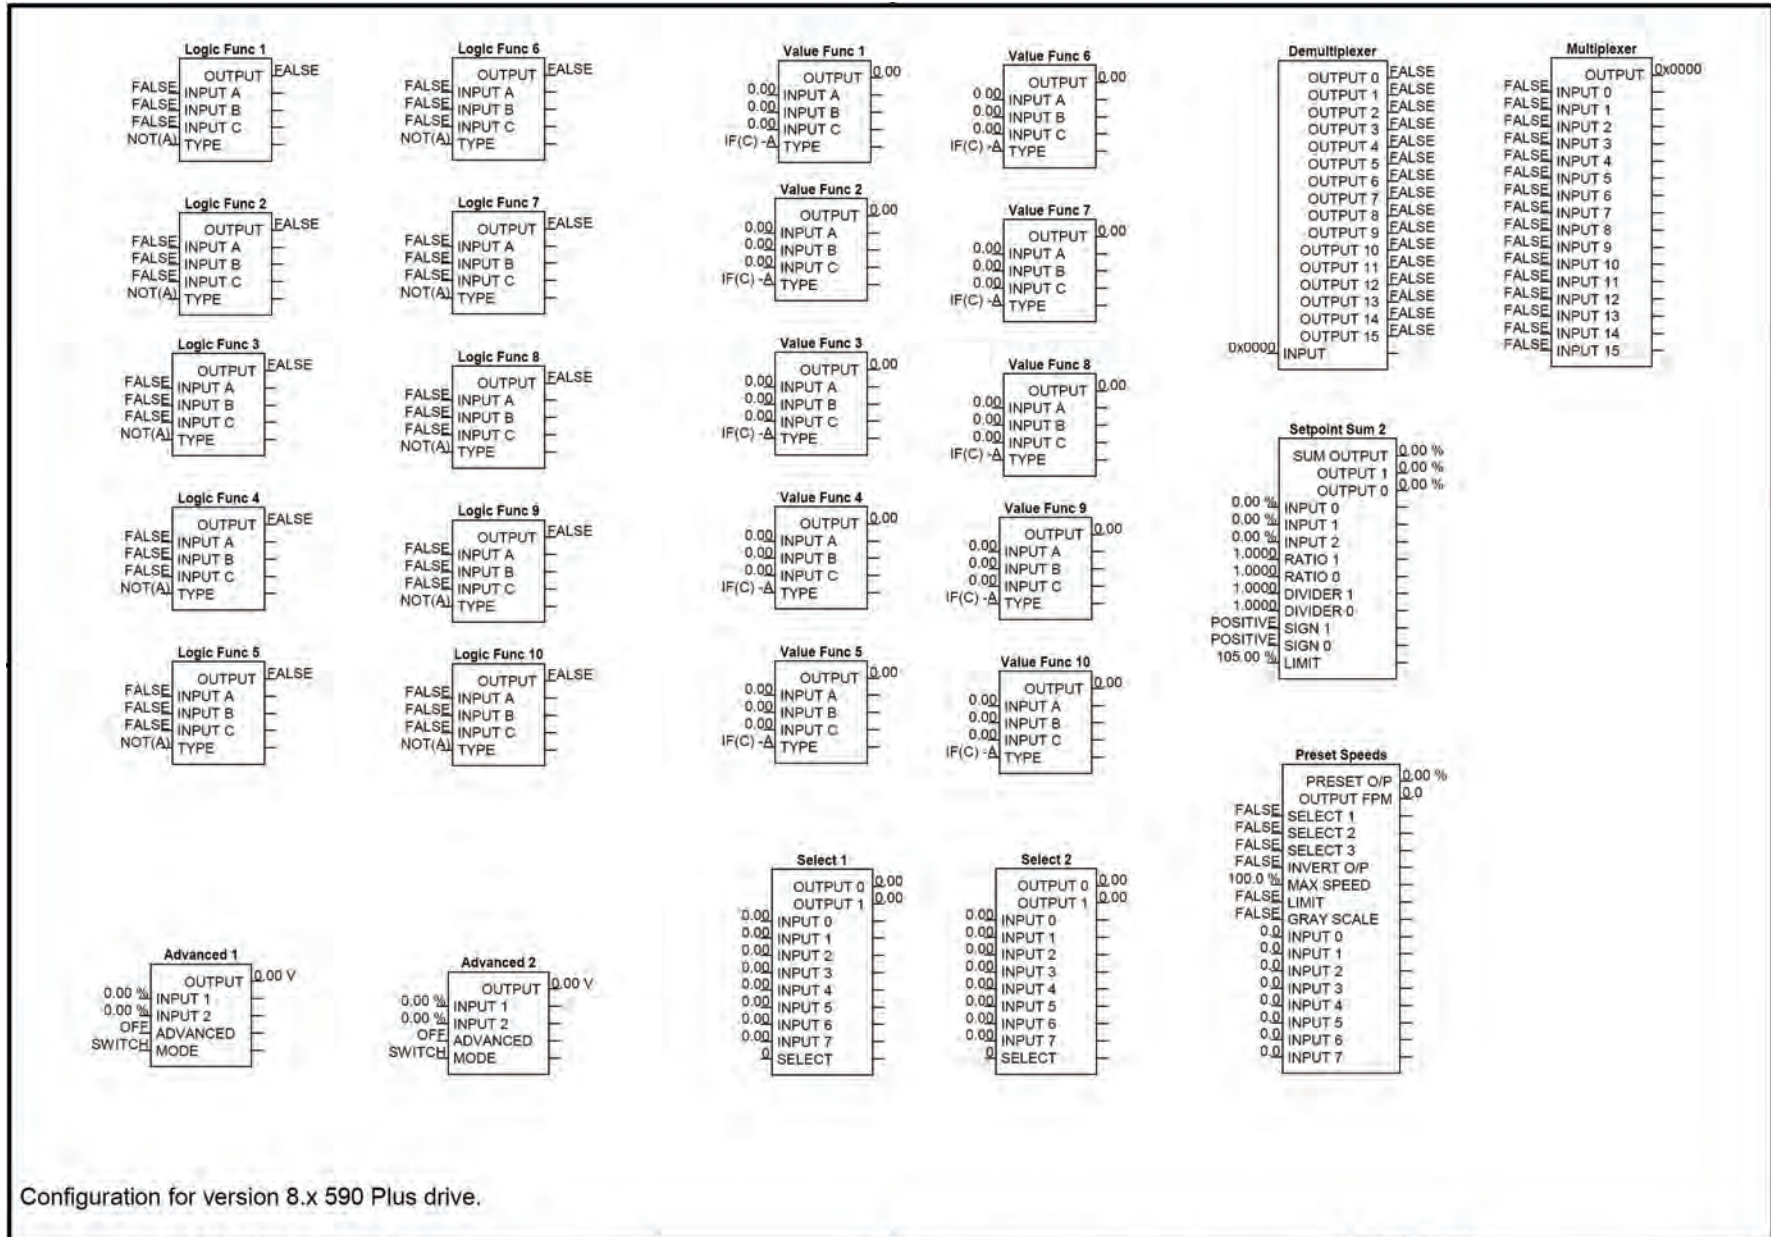 Logic Func 1
OUTPUT FALSE
FALSE INPUT A
FALSE INPUT B
FALSE INPUT C
NOT(A) TYPE
Logic Func 2
OUTPUT FALSE
FALSE INPUT A
FALSE INPUT B
FALSE INPUT C
NOT(A) TYPE
Logic Func 3
OUTPUT FALSE
FALSE INPUT A
FALSE INPUT B
FALSE INPUT C
NOT(A) TYPE
Logic Func 4
OUTPUT FALSE
FALSE INPUT A
FALSE INPUT B
FALSE INPUT C
NOT(A) TYPE
Logic Func 5
OUTPUT FALSE
FALSE INPUT A
FALSE INPUT B
FALSE INPUT C
NOT(A) TYPE
Advanced 1
OUTPUT 0.00 V
0.00 % INPUT 1
0.00 % INPUT 2
OFF ADVANCED
SWITCH MODE
Logic Func 6
OUTPUT FALSE
FALSE INPUT A
FALSE INPUT B
FALSE INPUT C
NOT(A) TYPE
Logic Func 7
OUTPUT FALSE
FALSE INPUT A
FALSE INPUT B
FALSE INPUT C
NOT(A) TYPE
Logic Func 8
OUTPUT FALSE
FALSE INPUT A
FALSE INPUT B
FALSE INPUT C
NOT(A) TYPE
Logic Func 9
OUTPUT FALSE
FALSE INPUT A
FALSE INPUT B
FALSE INPUT C
NOT(A) TYPE
Logic Func 10
OUTPUT FALSE
FALSE INPUT A
FALSE INPUT B
FALSE INPUT C
NOT(A) TYPE
Advanced 2
OUTPUT 0.00 V
0.00 % INPUT 1
0.00 % INPUT 2
OFF ADVANCED
SWITCH MODE
Value Func 1
OUTPUT 0.00
0.00 INPUT A
0.00 INPUT B
0.00 INPUT C
IF(C) -A TYPE
Value Func 2
OUTPUT 0.00
0.00 INPUT A
0.00 INPUT B
0.00 INPUT C
IF(C) -A TYPE
Value Func 3
OUTPUT 0.00
0.00 INPUT A
0.00 INPUT B
0.00 INPUT C
IF(C) -A TYPE
Value Func 4
OUTPUT 0.00
0.00 INPUT A
0.00 INPUT B
0.00 INPUT C
IF(C) -A TYPE
Value Func 5
OUTPUT 0.00
0.00 INPUT A
0.00 INPUT B
0.00 INPUT C
IF(C) -A TYPE
Select 1
OUTPUT 0 0.00
OUTPUT 1 0.00
0.00 INPUT 0
0.00 INPUT 1
0.00 INPUT 2
0.00 INPUT 3
0.00 INPUT 4
0.00 INPUT 5
0.00 INPUT 6
0.00 INPUT 7
0 SELECT
Value Func 6
OUTPUT 0.00
0.00 INPUT A
0.00 INPUT B
0.00 INPUT C
IF(C) -A TYPE
Value Func 7
OUTPUT 0.00
0.00 INPUT A
0.00 INPUT B
0.00 INPUT C
IF(C) -A TYPE
Value Func 8
OUTPUT 0.00
0.00 INPUT A
0.00 INPUT B
0.00 INPUT C
IF(C) -A TYPE
Value Func 9
OUTPUT 0.00
0.00 INPUT A
0.00 INPUT B
0.00 INPUT C
IF(C) -A TYPE
Value Func 10
OUTPUT 0.00
0.00 INPUT A
0.00 INPUT B
0.00 INPUT C
IF(C) -A TYPE
Select 2
OUTPUT 0 0.00
OUTPUT 1 0.00
0.00 INPUT 0
0.00 INPUT 1
0.00 INPUT 2
0.00 INPUT 3
0.00 INPUT 4
0.00 INPUT 5
0.00 INPUT 6
0.00 INPUT 7
0 SELECT
Demultiplexer
OUTPUT 0 FALSE
OUTPUT 1 FALSE
OUTPUT 2 FALSE
OUTPUT 3 FALSE
OUTPUT 4 FALSE
OUTPUT 5 FALSE
OUTPUT 6 FALSE
OUTPUT 7 FALSE
OUTPUT 8 FALSE
OUTPUT 9 FALSE
OUTPUT 10 FALSE
OUTPUT 11 FALSE
OUTPUT 12 FALSE
OUTPUT 13 FALSE
OUTPUT 14 FALSE
OUTPUT 15 FALSE
0x0000 INPUT
Setpoint Sum 2
SUM OUTPUT 0.00 %
OUTPUT 1 0.00 %
OUTPUT 0 0.00 %
0.00 % INPUT 0
0.00 % INPUT 1
0.00 % INPUT 2
1.0000 RATIO 1
1.0000 RATIO 0
1.0000 DIVIDER 1
1.0000 DIVIDER 0
POSITIVE SIGN 1
POSITIVE SIGN 0
105.00 % LIMIT
Preset Speeds
PRESET O/P 0.00 %
OUTPUT FPM 0.0
FALSE SELECT 1
FALSE SELECT 2
FALSE SELECT 3
FALSE INVERT O/P
100.0 % MAX SPEED
FALSE LIMIT
FALSE GRAY SCALE
0.0 INPUT 0
0.0 INPUT 1
0.0 INPUT 2
0.0 INPUT 3
0.0 INPUT 4
0.0 INPUT 5
0.0 INPUT 6
0.0 INPUT 7
Multiplexer
OUTPUT 0x0000
FALSE INPUT 0
FALSE INPUT 1
FALSE INPUT 2
FALSE INPUT 3
FALSE INPUT 4
FALSE INPUT 5
FALSE INPUT 6
FALSE INPUT 7
FALSE INPUT 8
FALSE INPUT 9
FALSE INPUT 10
FALSE INPUT 11
FALSE INPUT 12
FALSE INPUT 13
FALSE INPUT 14
FALSE INPUT 15
Configuration for version 8.x 590 Plus drive.